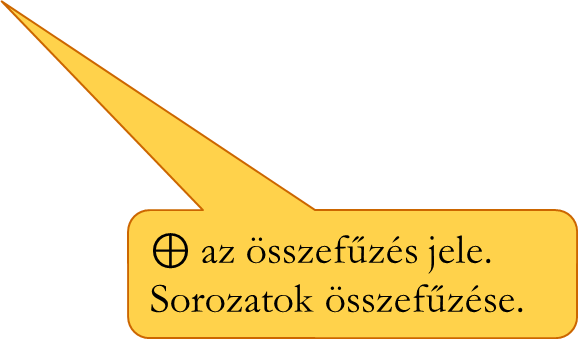 ⨁ az összefűzés jele.
Sorozatok összefűzése.